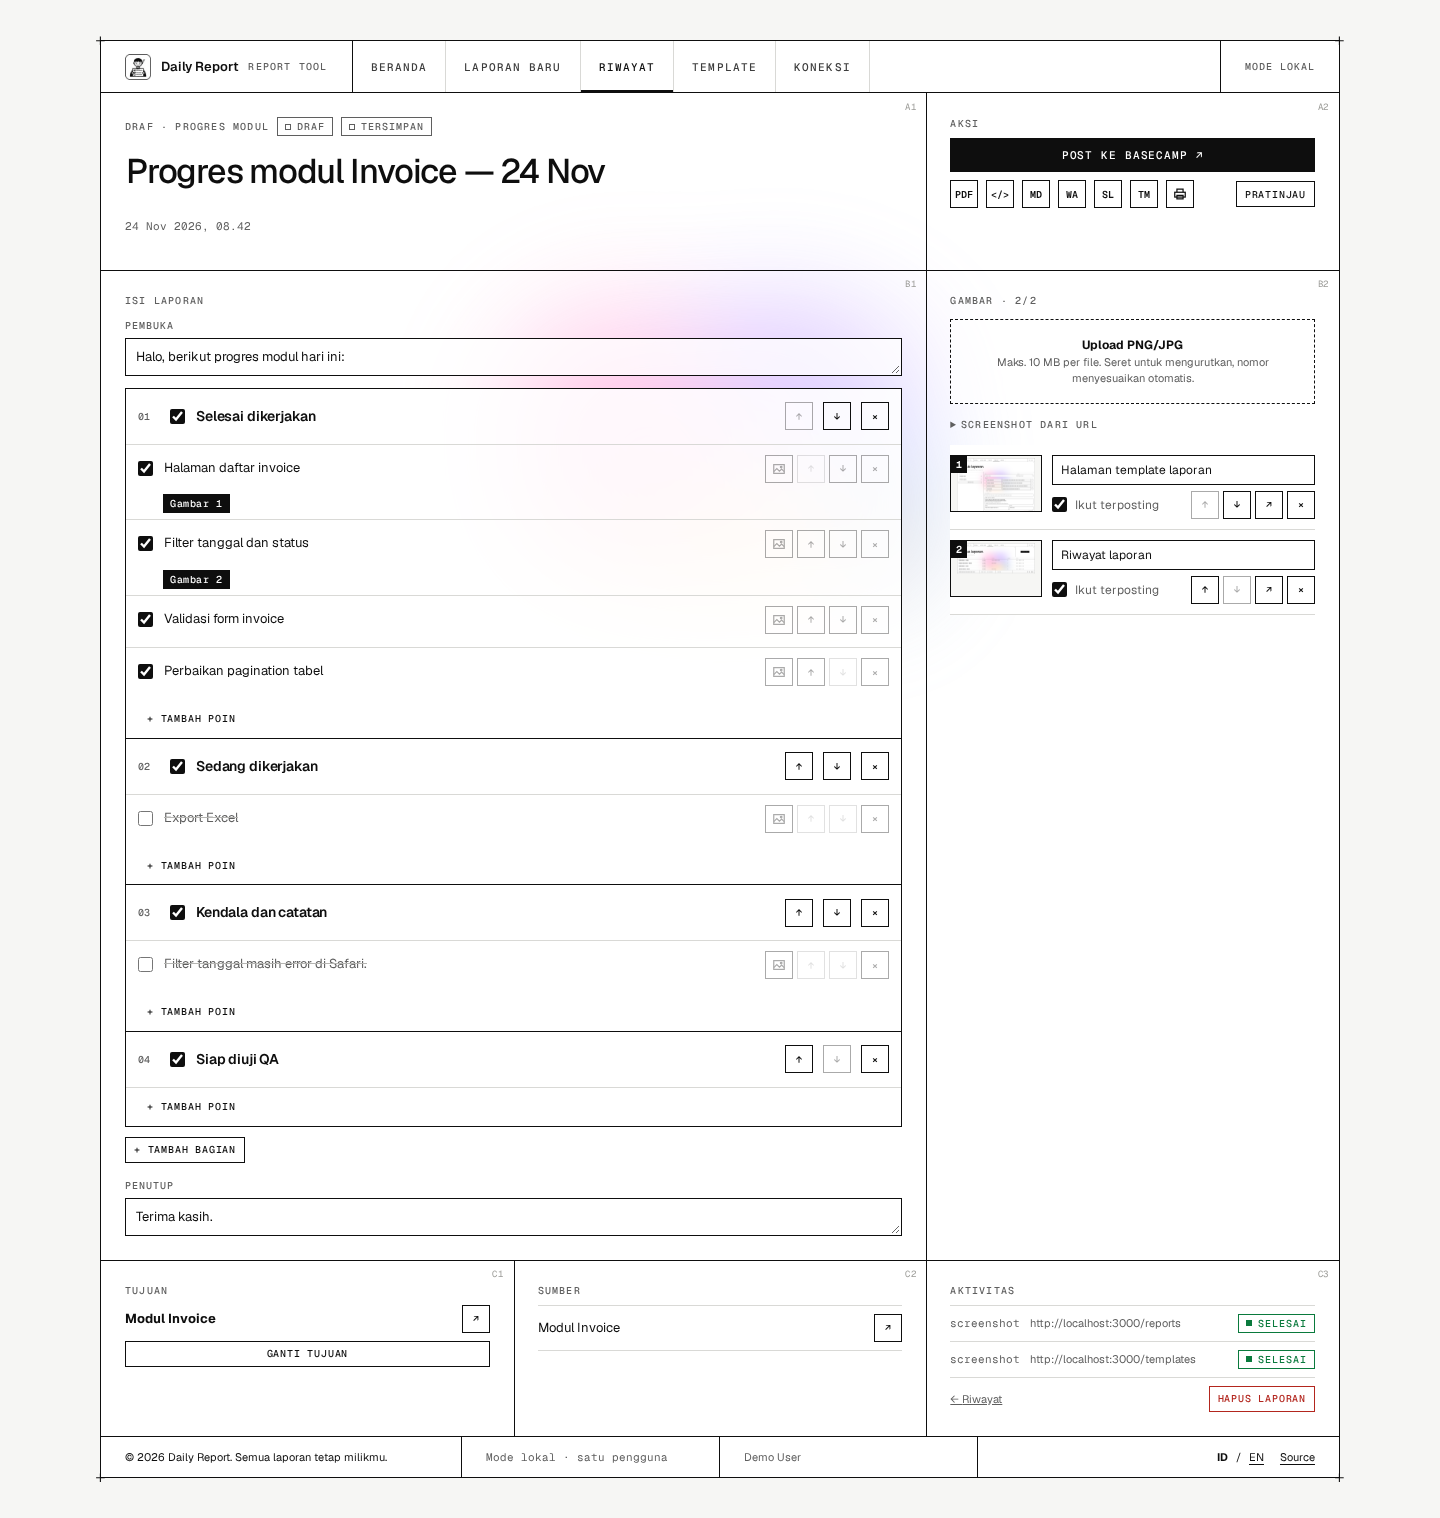 Daily Report REPORT TOOL
BERANDA
LAPORAN BARU
RIWAYAT
TEMPLATE
KONEKSI
MODE LOKAL
A1
DRAF · PROGRES MODUL
DRAF
TERSIMPAN
Progres modul Invoice — 24 Nov
24 Nov 2026, 08.42
A2
AKSI
POST KE BASECAMP ↗
PDF </> MD WA SL TM
PRATINJAU
B1
ISI LAPORAN
PEMBUKA
Halo, berikut progres modul hari ini:
01 Selesai dikerjakan ↑ ↓ ×
Halaman daftar invoice ↑ ↓ ×
Gambar 1
Filter tanggal dan status ↑ ↓ ×
Gambar 2
Validasi form invoice ↑ ↓ ×
Perbaikan pagination tabel ↑ ↓ ×
+ TAMBAH POIN
02 Sedang dikerjakan ↑ ↓ ×
Export Excel ↑ ↓ ×
+ TAMBAH POIN
03 Kendala dan catatan ↑ ↓ ×
Filter tanggal masih error di Safari. ↑ ↓ ×
+ TAMBAH POIN
04 Siap diuji QA ↑ ↓ ×
+ TAMBAH POIN
+ TAMBAH BAGIAN
PENUTUP
Terima kasih.
B2
GAMBAR · 2/2
Upload PNG/JPG
Maks. 10 MB per file. Seret untuk mengurutkan, nomor
menyesuaikan otomatis.
▶ SCREENSHOT DARI URL
1
Halaman template laporan
Ikut terposting ↑ ↓ ↗ ×
2
Riwayat laporan
Ikut terposting ↑ ↓ ↗ ×
C1
TUJUAN
Modul Invoice ↗
GANTI TUJUAN
C2
SUMBER
Modul Invoice ↗
C3
AKTIVITAS
screenshot http://localhost:3000/reports SELESAI
screenshot http://localhost:3000/templates SELESAI
← Riwayat HAPUS LAPORAN
© 2026 Daily Report. Semua laporan tetap milikmu.
Mode lokal · satu pengguna
Demo User
ID / EN Source